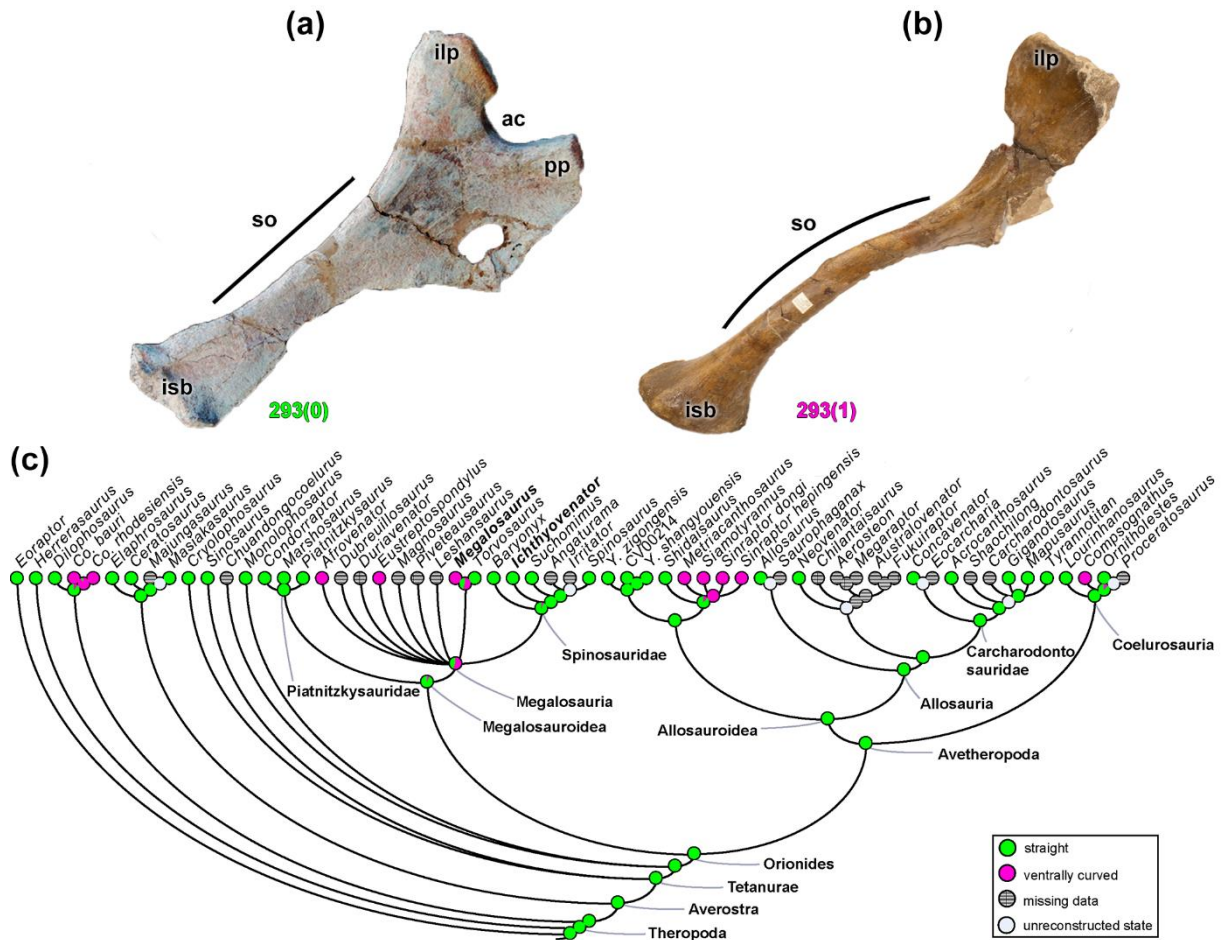 (a)
(b)
ilp
ac
pp
so
isb
293(0)
ilp
so
isb
293(1)
(c)
Eoraptor
Herrerasaurus
Dilophosaurus
Co. bauri
Co. rhodesiensis
Elaphrosaurus
Ceratosaurus
Majungasaurus
Masiakasaurus
Cryolophosaurus
Sinosaurus
Chuandongocoelurus
Monolophosaurus
Condorraptor
Marshosaurus
Piatnitzkysaurus
Afrovenator
Dubreuillosaurus
Duriavenator
Eustreptospondylus
Magnosaurus
Piveteausaurus
Leshansaurus
Megalosaurus
Torvosaurus
Baryonyx
Ichthyovenator
Suchomimus
Angaturama
Irritator
Spinosaurus
Y. zigongensis
CV00214
Y. shangyouensis
Shidaisaurus
Metriacanthosaurus
Siamotyrannus
Sinraptor dongi
Sinraptor hepingensis
Allosaurus
Saurophaganax
Neovenator
Chilantaisaurus
Aerosteon
Megaraptor
Australovenator
Orkoraptor
Fukuiraptor
Concavenator
Eocarcharia
Acrocanthosaurus
Shaochilong
Carcharodontosaurus
Giganotosaurus
Mapusaurus
Tyrannotitan
Lourinhanosaurus
Compsognathus
Ornitholestes
Proceratosaurus
Spinosauridae
Piatnitzkysauridae
Megalosauria
Megalosauroidea
Carcharodonto
sauridae
Coelurosauria
Allosauria
Allosauroidea
Avetheropoda
Orionides
Tetanurae
Averostra
Theropoda
straight
ventrally curved
missing data
unreconstructed state